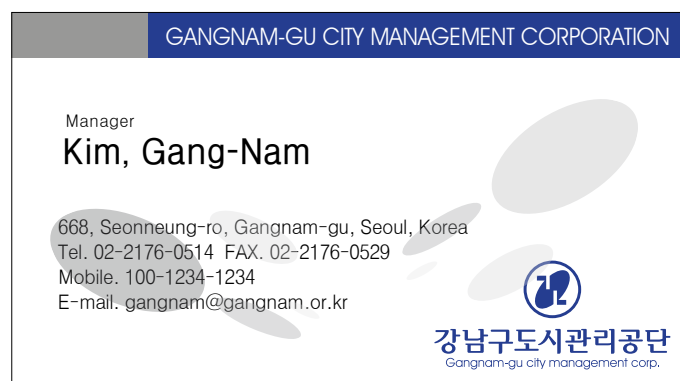 GANGNAM-GU CITY MANAGEMENT CORPORATION
Manager
Kim, Gang-Nam
668, Seonneung-ro, Gangnam-gu, Seoul, Korea
Tel. 02-2176-0514 FAX. 02-2176-0529
Mobile. 100-1234-1234
E-mail. gangnam@gangnam.or.kr
강남구도시관리공단
Gangnam-gu city management corp.